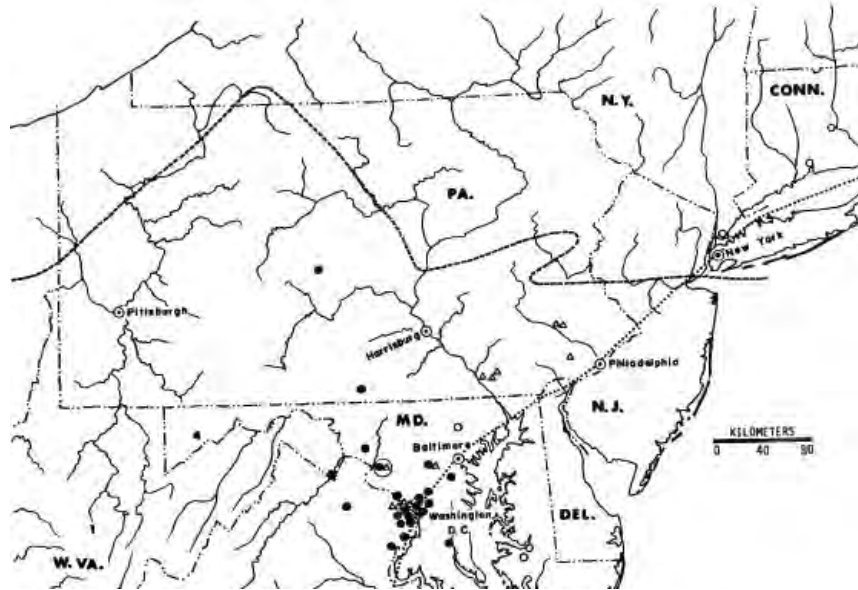 N.Y.
CONN.
PA.
New York
Pittsburgh
Harrisburg
Philadelphia
N.J.
MD.
KILOMETERS
0 40 80
Baltimore
Washington
D.C.
DEL.
W. VA.